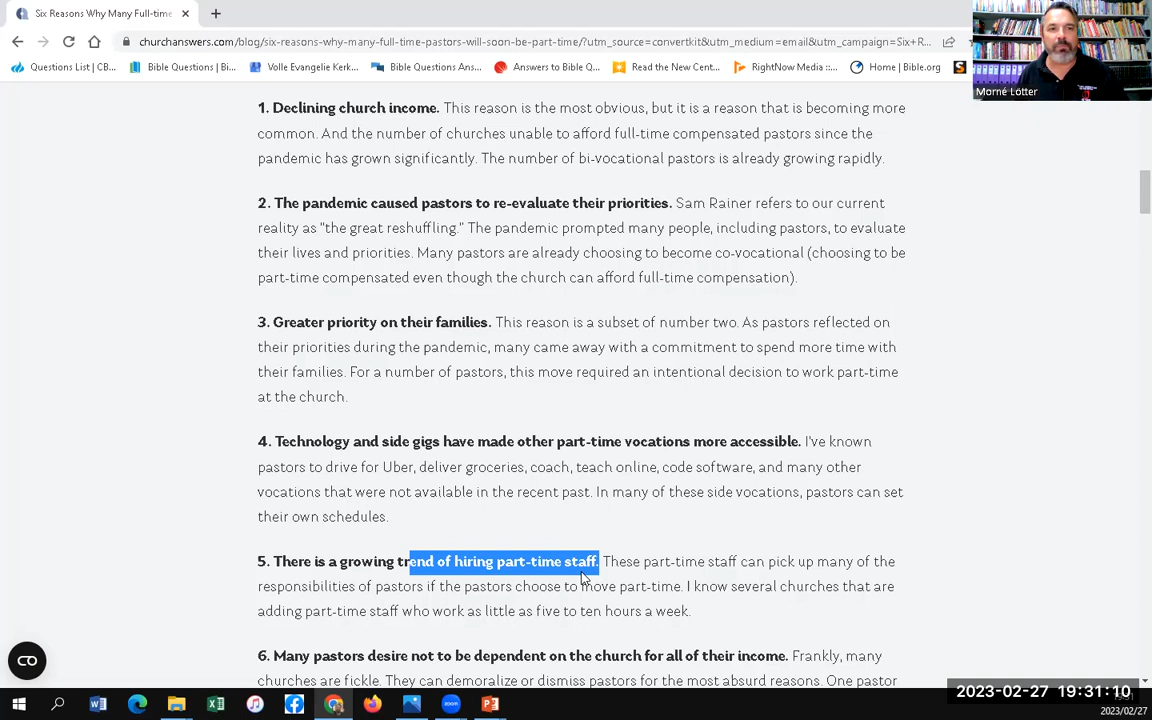 Six Reasons Why Many Full-time
churchanswers.com/blog/six-reasons-why-many-full-time-pastors-will-soon-be-part-time/?utm_source=convertkit&utm_medium=email&utm_campaign=Six+R...
Questions List | CB...
Bible Questions | Bi...
Volle Evangelie Kerk...
Bible Questions Ans...
Answers to Bible Q...
Read the New Cent...
RightNow Media ::...
Home | Bible.org
Morné Lötter
1. Declining church income. This reason is the most obvious, but it is a reason that is becoming more
common. And the number of churches unable to afford full-time compensated pastors since the
pandemic has grown significantly. The number of bi-vocational pastors is already growing rapidly.
2. The pandemic caused pastors to re-evaluate their priorities. Sam Rainer refers to our current
reality as "the great reshuffling." The pandemic prompted many people, including pastors, to evaluate
their lives and priorities. Many pastors are already choosing to become co-vocational (choosing to be
part-time compensated even though the church can afford full-time compensation).
3. Greater priority on their families. This reason is a subset of number two. As pastors reflected on
their priorities during the pandemic, many came away with a commitment to spend more time with
their families. For a number of pastors, this move required an intentional decision to work part-time
at the church.
4. Technology and side gigs have made other part-time vocations more accessible. I've known
pastors to drive for Uber, deliver groceries, coach, teach online, code software, and many other
vocations that were not available in the recent past. In many of these side vocations, pastors can set
their own schedules.
5. There is a growing trend of hiring part-time staff. These part-time staff can pick up many of the
responsibilities of pastors if the pastors choose to move part-time. I know several churches that are
adding part-time staff who work as little as five to ten hours a week.
6. Many pastors desire not to be dependent on the church for all of their income. Frankly, many
churches are fickle. They can demoralize or dismiss pastors for the most absurd reasons. One pastor
2023-02-27 19:31:10
2023/02/27